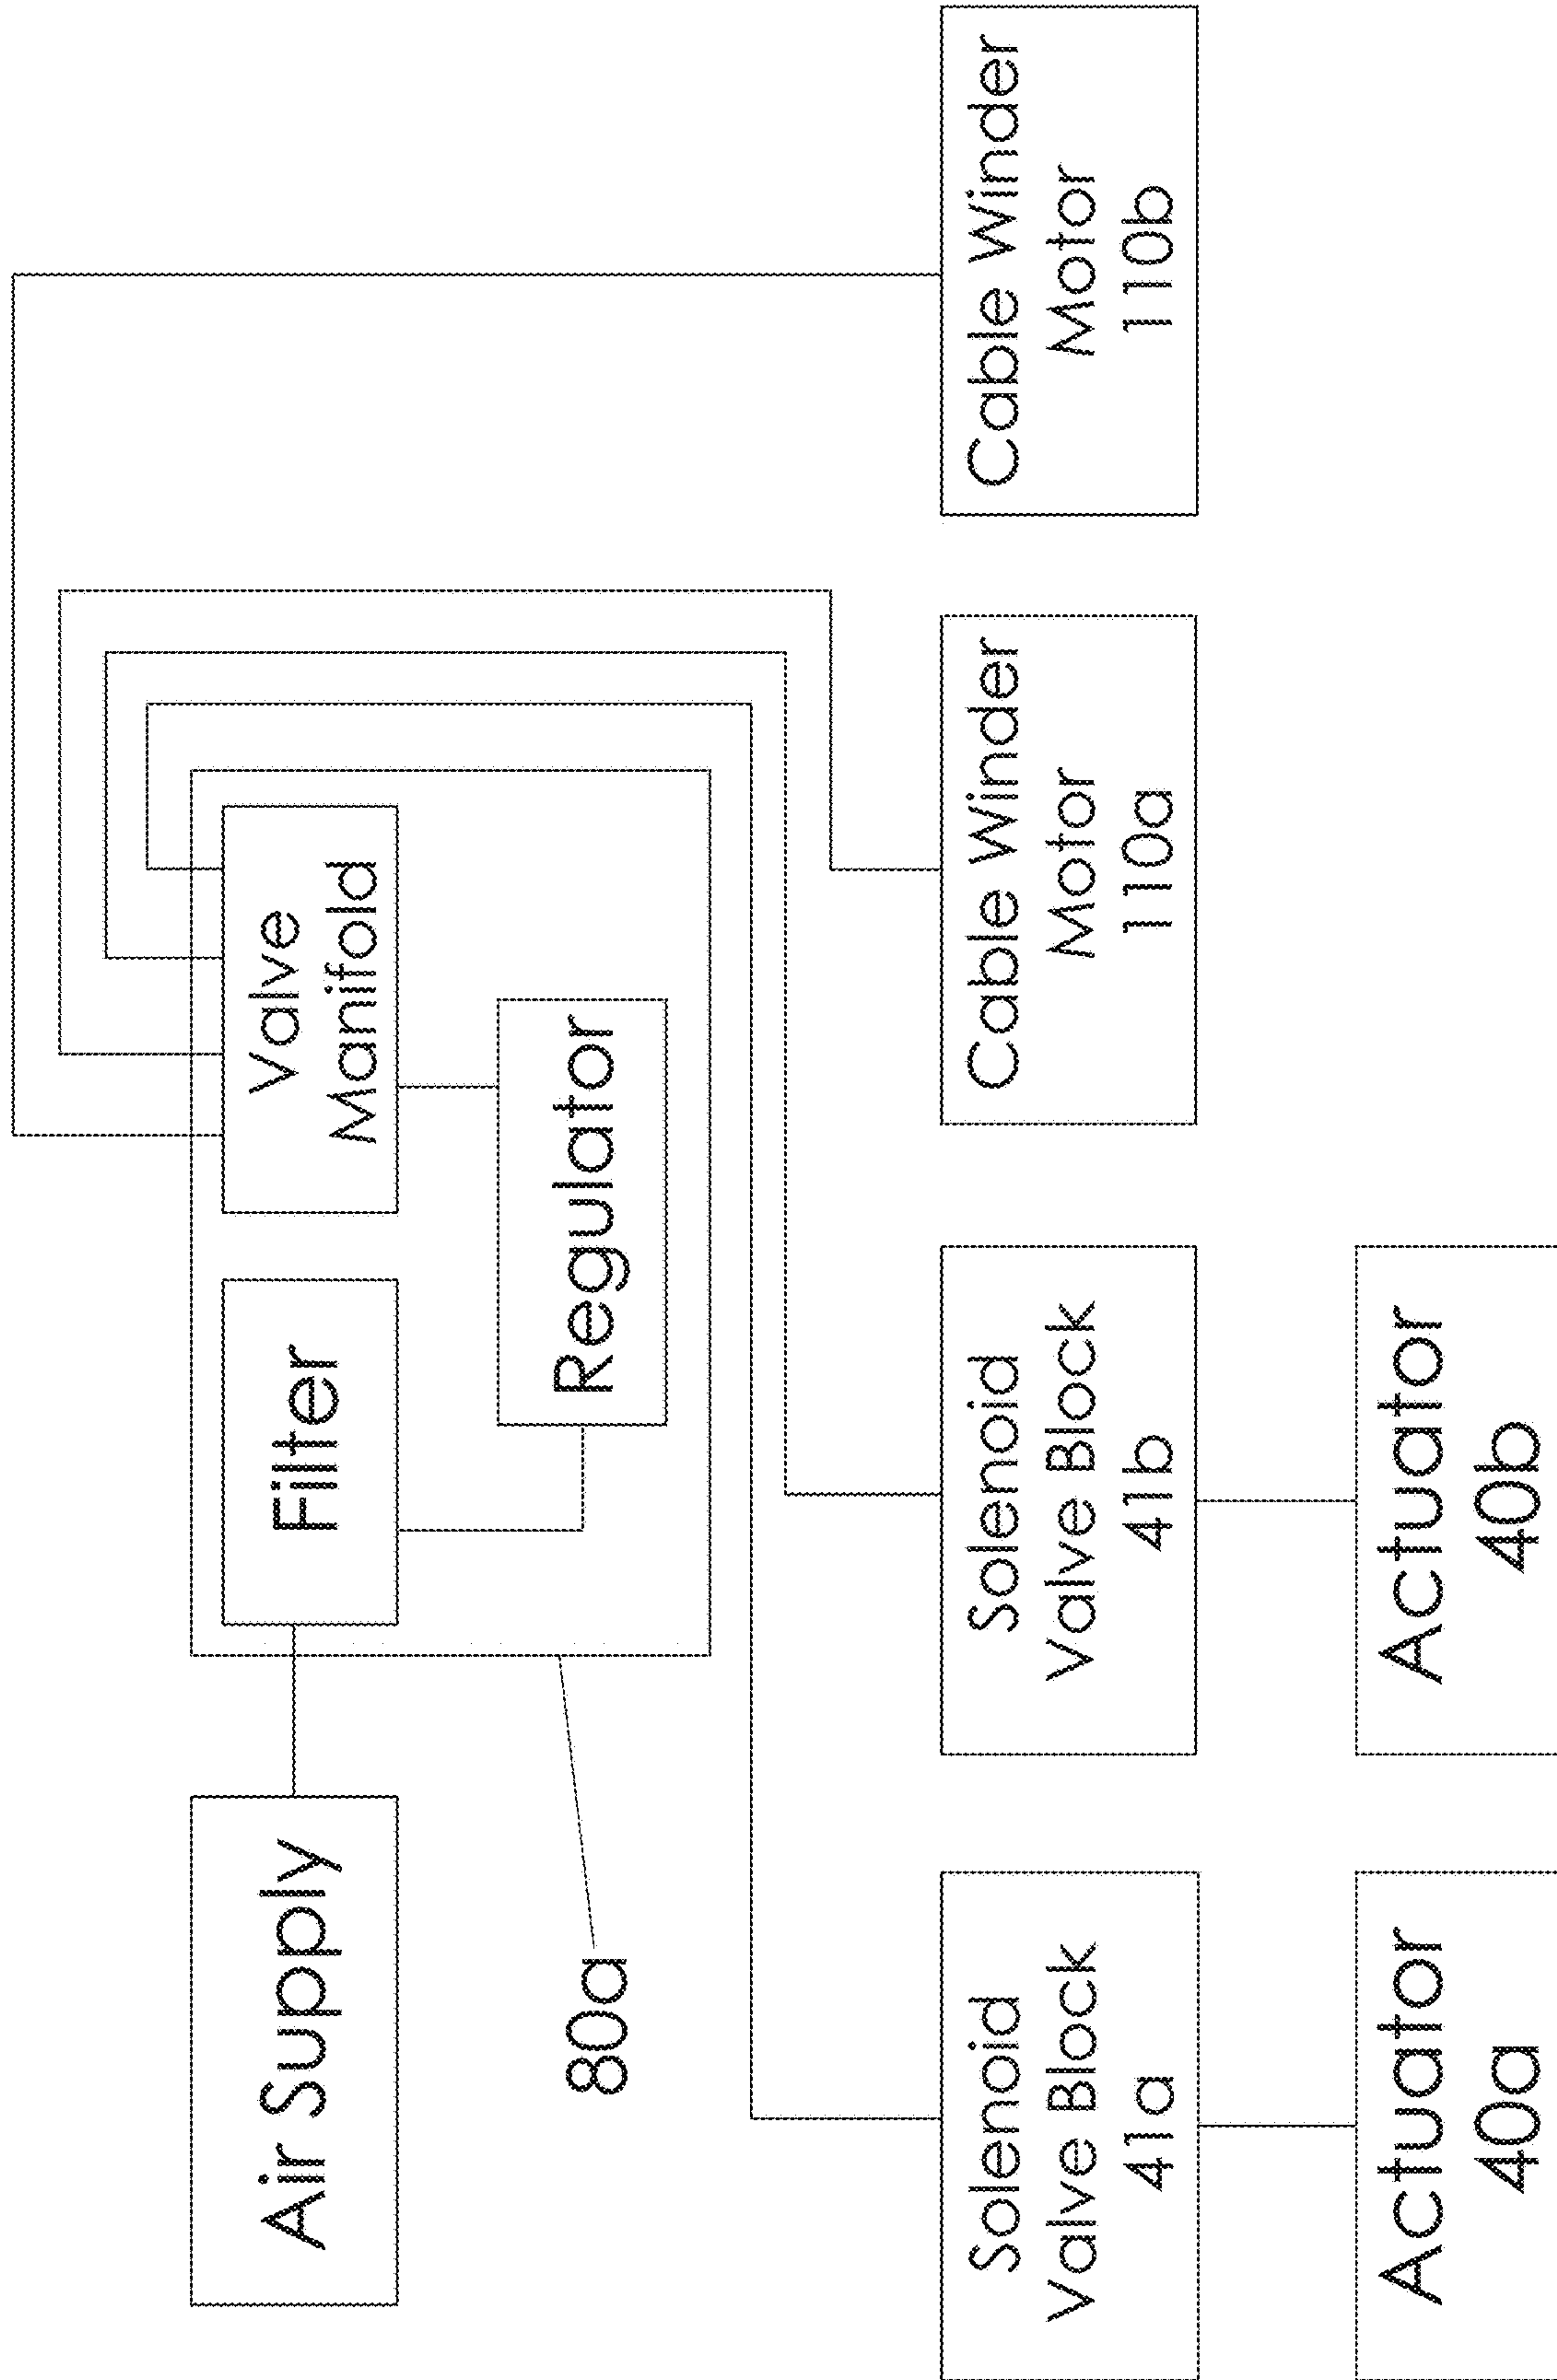 Air Supply
Filter
Valve
Manifold
Regulator
80a
Solenoid
Valve Block
41a
Solenoid
Valve Block
41b
Cable Winder
Motor
110a
Cable Winder
Motor
110b
Actuator
40a
Actuator
40b